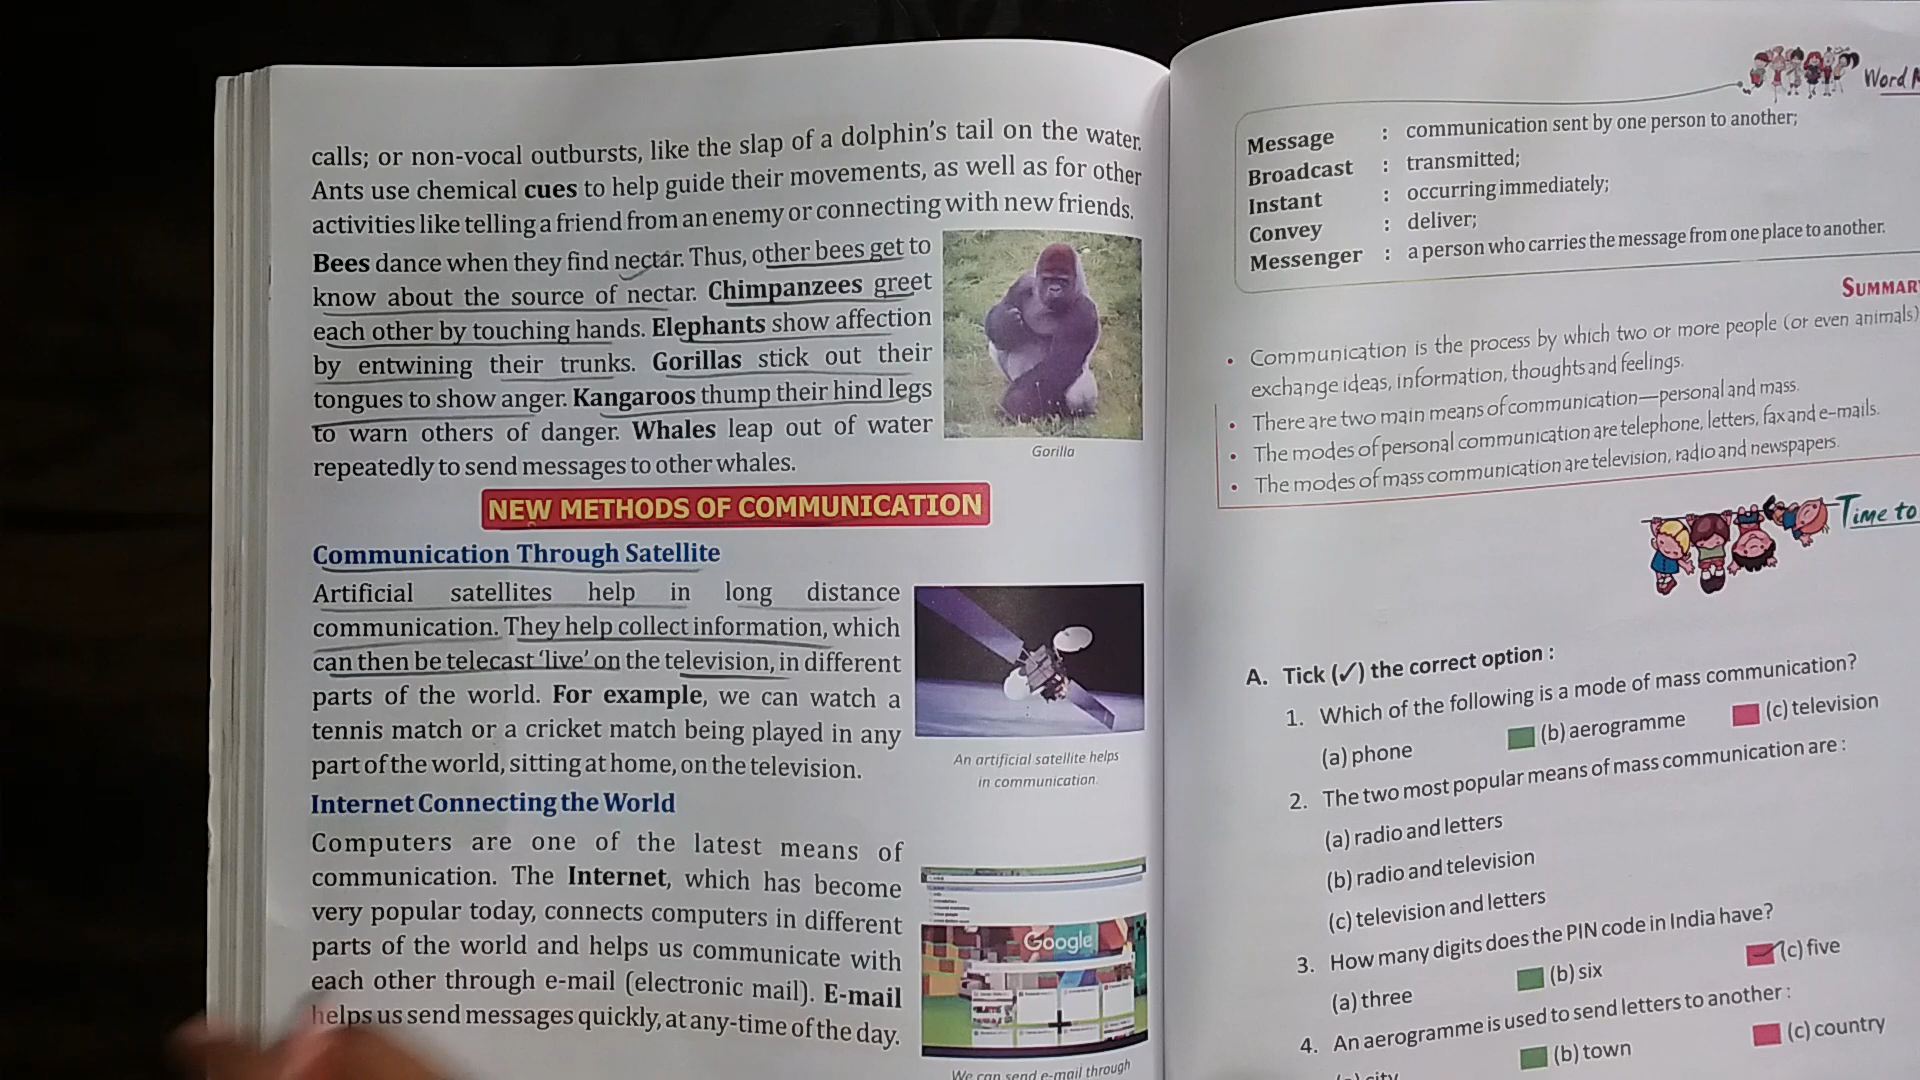 calls; or non-vocal outbursts, like the slap of a dolphin's tail on the water.
Ants use chemical cues to help guide their movements, as well as for other
activities like telling a friend from an enemy or connecting with new friends.
Bees dance when they find nectar. Thus, other bees get to
know about the source of nectar. Chimpanzees greet
each other by touching hands. Elephants show affection
by entwining their trunks. Gorillas stick out their
tongues to show anger. Kangaroos thump their hind legs
to warn others of danger. Whales leap out of water
repeatedly to send messages to other whales.
Gorilla
NEW METHODS OF COMMUNICATION
Communication Through Satellite
Artificial satellites help in long distance
communication. They help collect information, which
can then be telecast 'live' on the television, in different
parts of the world. For example, we can watch a
tennis match or a cricket match being played in any
part of the world, sitting at home, on the television.
An artificial satellite helps
in communication.
Internet Connecting the World
Computers are one of the latest means of
communication. The Internet, which has become
very popular today, connects computers in different
parts of the world and helps us communicate with
each other through e-mail (electronic mail). E-mail
helps us send messages quickly, at any-time of the day.
Google
We can send e-mail through
Word
Message : communication sent by one person to another;
Broadcast : transmitted;
Instant : occurring immediately;
Convey : deliver;
Messenger : a person who carries the message from one place to another.
SUMMAR
• Communication is the process by which two or more people (or even animals)
exchange ideas, information, thoughts and feelings.
• There are two main means of communication—personal and mass.
• The modes of personal communication are telephone, letters, fax and e-mails.
• The modes of mass communication are television, radio and newspapers.
Time to
A. Tick (✓) the correct option :
1. Which of the following is a mode of mass communication?
(a) phone (b) aerogramme (c) television
2. The two most popular means of mass communication are :
(a) radio and letters
(b) radio and television
(c) television and letters
3. How many digits does the PIN code in India have?
(a) three (b) six (c) five
4. An aerogramme is used to send letters to another :
(b) town (c) country